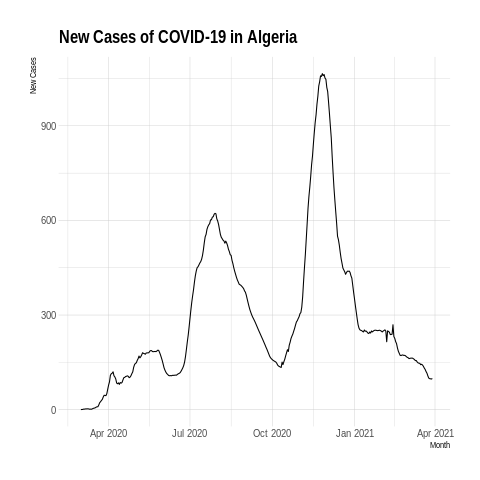 New Cases of COVID-19 in Algeria
New Cases
900
600
300
0
Apr 2020 Jul 2020 Oct 2020 Jan 2021 Apr 2021
Month